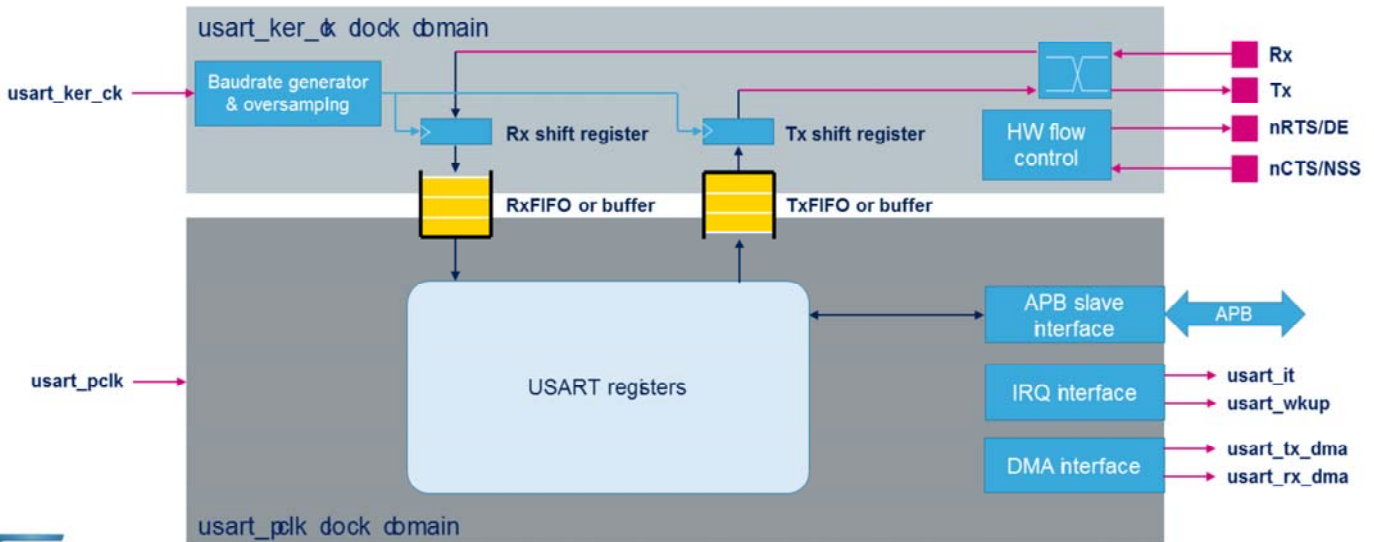 usart_ker_ck dock domain
usart_ker_ck
Baudrate generator
& oversampling
Rx
Tx
nRTS/DE
nCTS/NSS
HW flow
control
Rx shift register
Tx shift register
RxFIFO or buffer
TxFIFO or buffer
usart_pclk
USART registers
APB slave
interface
APB
IRQ interface
usart_it
usart_wkup
DMA interface
usart_tx_dma
usart_rx_dma
usart_pclk dock domain